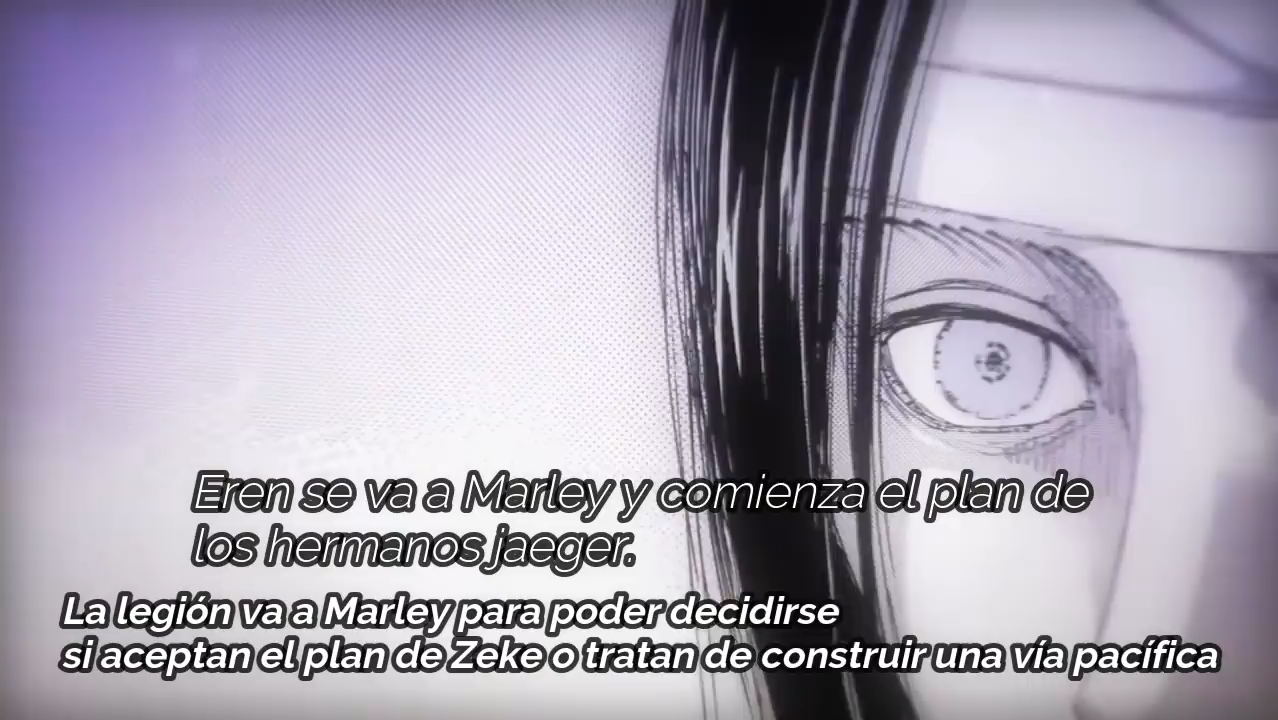 Eren se va a Marley y comienza el plan de
los hermanos jaeger.
La legión va a Marley para poder decidirse
si aceptan el plan de Zeke o tratan de construir una vía pacífica